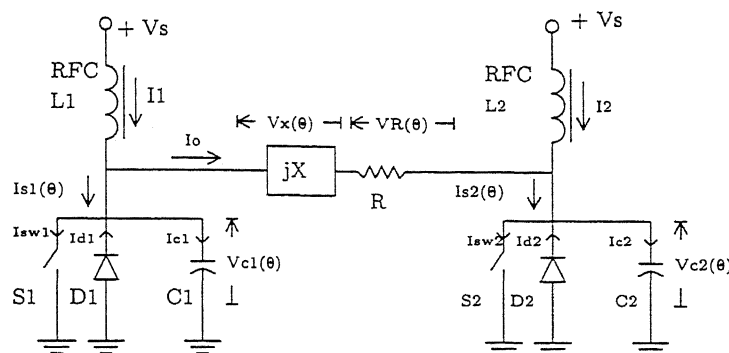 + Vs
+ Vs
RFC
L1
I1
RFC
L2
I2
Vx(θ)
VR(θ)
Io
jX
R
Is1(θ)
Is2(θ)
Isw1
Id1
Ic1
Vc1(θ)
Isw2
Id2
Ic2
Vc2(θ)
S1
D1
C1
S2
D2
C2